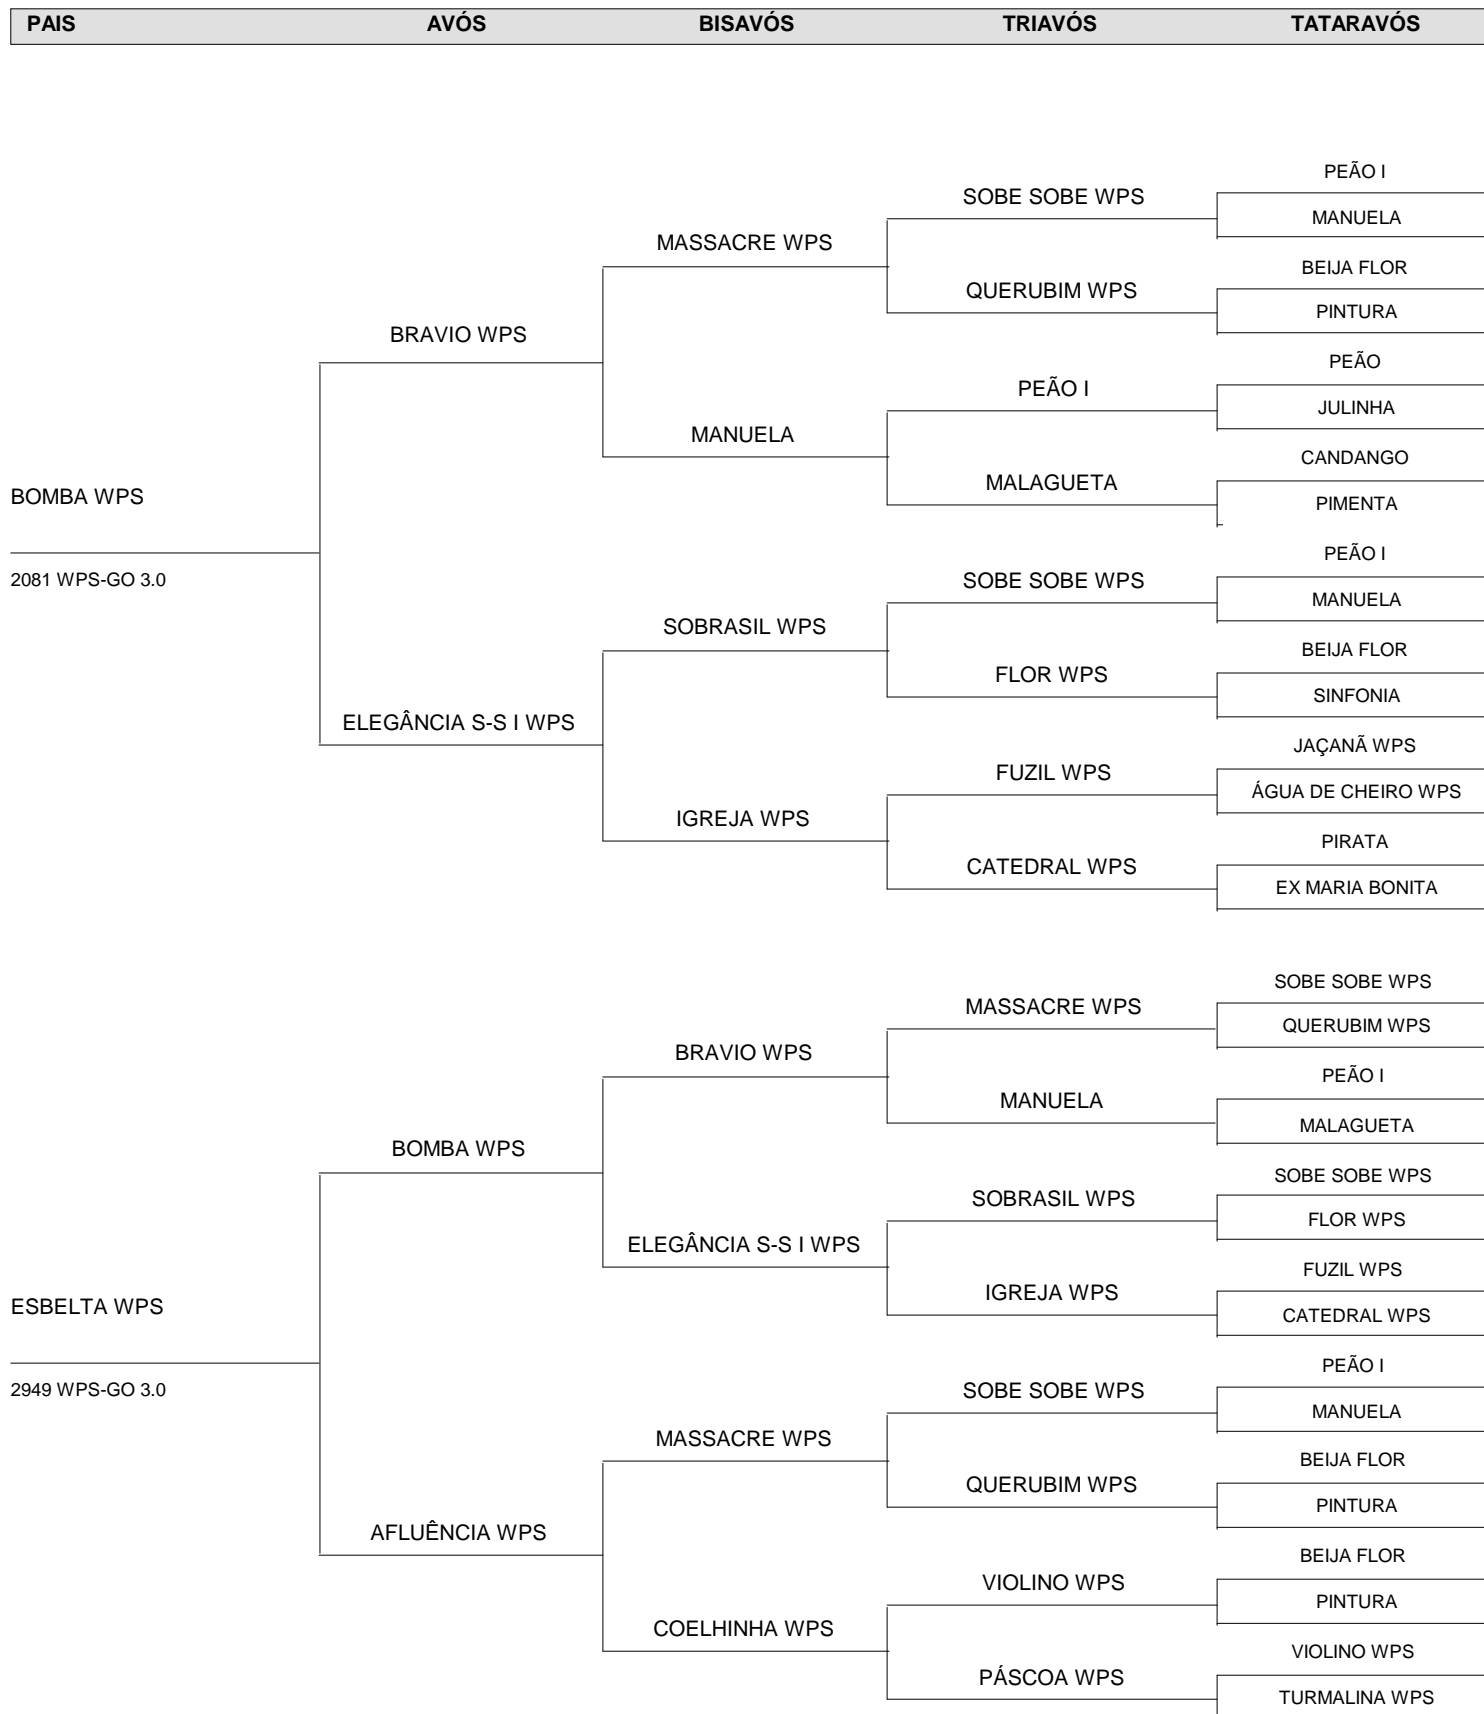 PAIS AVÓS BISAVÓS TRIAVÓS TATARAVÓS
PEÃO I
SOBE SOBE WPS
MANUELA
MASSACRE WPS
BEIJA FLOR
QUERUBIM WPS
PINTURA
BRAVIO WPS
PEÃO
PEÃO I
JULINHA
MANUELA
CANDANGO
MALAGUETA
BOMBA WPS
PIMENTA
PEÃO I
2081 WPS-GO 3.0
SOBE SOBE WPS
MANUELA
SOBRASIL WPS
BEIJA FLOR
FLOR WPS
SINFONIA
ELEGÂNCIA S-S I WPS
JAÇANÃ WPS
FUZIL WPS
ÁGUA DE CHEIRO WPS
IGREJA WPS
PIRATA
CATEDRAL WPS
EX MARIA BONITA
SOBE SOBE WPS
MASSACRE WPS
QUERUBIM WPS
BRAVIO WPS
PEÃO I
MANUELA
MALAGUETA
BOMBA WPS
SOBE SOBE WPS
SOBRASIL WPS
FLOR WPS
ELEGÂNCIA S-S I WPS
FUZIL WPS
IGREJA WPS
ESBELTA WPS
CATEDRAL WPS
PEÃO I
2949 WPS-GO 3.0
SOBE SOBE WPS
MANUELA
MASSACRE WPS
BEIJA FLOR
QUERUBIM WPS
PINTURA
AFLUÊNCIA WPS
BEIJA FLOR
VIOLINO WPS
PINTURA
COELHINHA WPS
VIOLINO WPS
PÁSCOA WPS
TURMALINA WPS